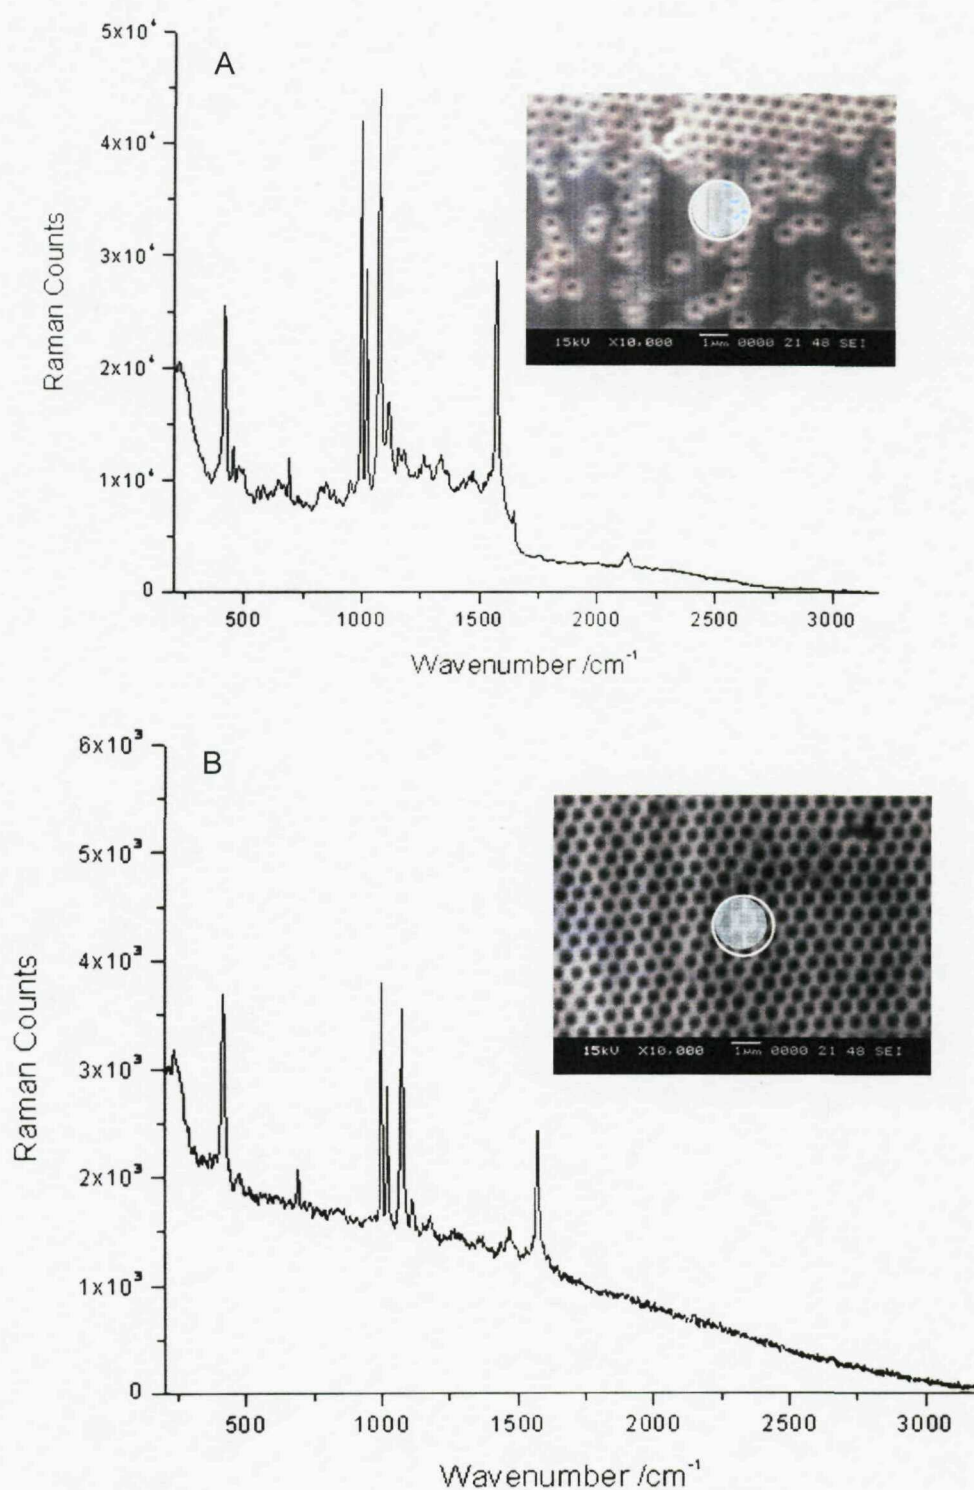 A
Raman Counts
5x10⁴
4x10⁴
3x10⁴
2x10⁴
1x10⁴
0
500 1000 1500 2000 2500 3000
Wavenumber /cm⁻¹
15kV X10,000 1µm 0000 21 48 SEI
B
Raman Counts
6x10³
5x10³
4x10³
3x10³
2x10³
1x10³
0
500 1000 1500 2000 2500 3000
Wavenumber /cm⁻¹
15kV X10,000 1µm 0000 21 48 SEI